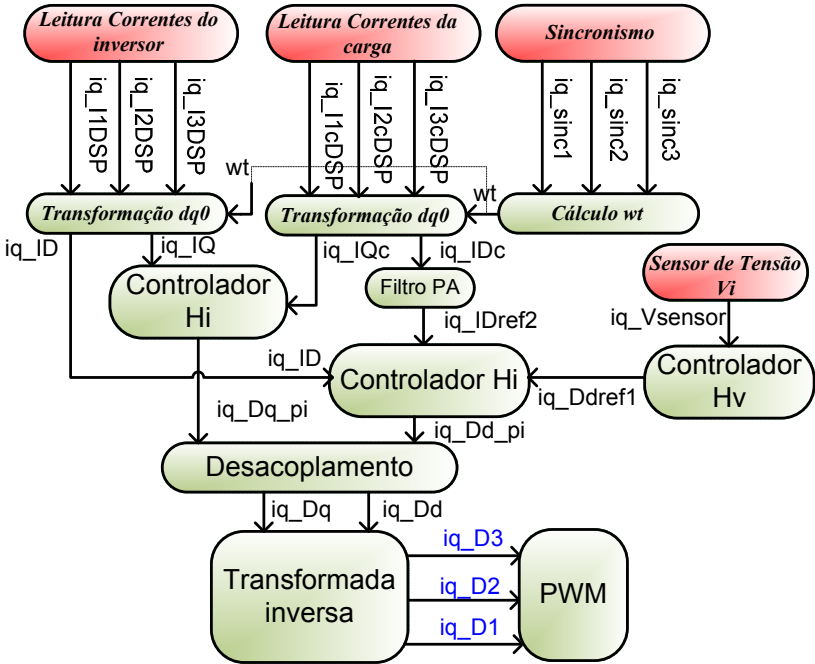 Leitura Correntes do
inversor
Leitura Correntes da
carga
Sincronismo
iq_I1DSP
iq_I2DSP
iq_I3DSP
iq_I1cDSP
iq_I2cDSP
iq_I3cDSP
iq_sinc1
iq_sinc2
iq_sinc3
wt
wt
Transformação dq0
Transformação dq0
Cálculo wt
iq_ID
iq_IQ
iq_IQc
iq_IDc
Controlador
Hi
Filtro PA
Sensor de Tensão
Vi
iq_IDref2
iq_Vsensor
iq_ID
Controlador Hi
iq_Ddref1
Controlador
Hv
iq_Dq_pi
iq_Dd_pi
Desacoplamento
iq_Dq
iq_Dd
Transformada
inversa
iq_D3
iq_D2
iq_D1
PWM